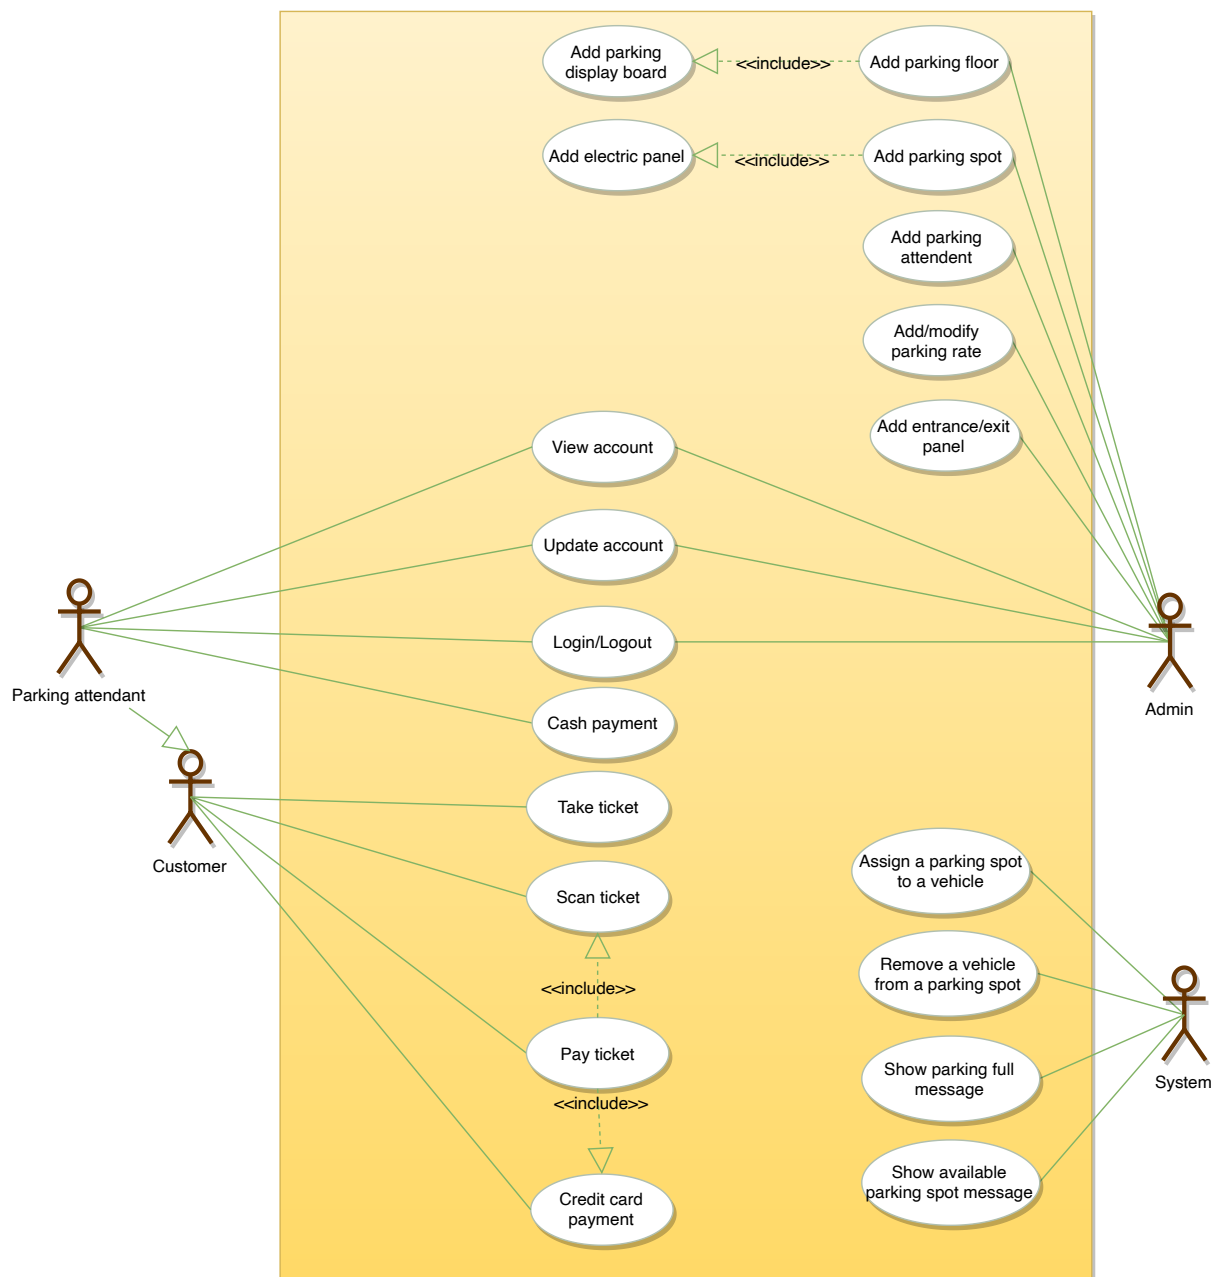 Add parking
display board
<<include>>
Add parking floor
Add electric panel
<<include>>
Add parking spot
Add parking
attendent
Add/modify
parking rate
Add entrance/exit
panel
View account
Update account
Login/Logout
Parking attendant
Admin
Cash payment
Take ticket
Customer
Assign a parking spot
to a vehicle
Scan ticket
Remove a vehicle
from a parking spot
<<include>>
Pay ticket
Show parking full
message
System
<<include>>
Show available
parking spot message
Credit card
payment